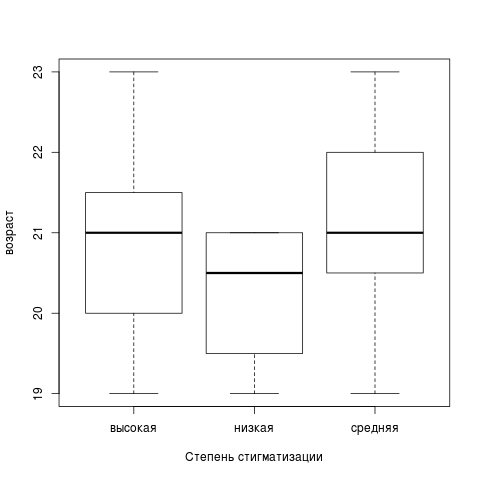 возраст
23
22
21
20
19
высокая
низкая
средняя
Степень стигматизации